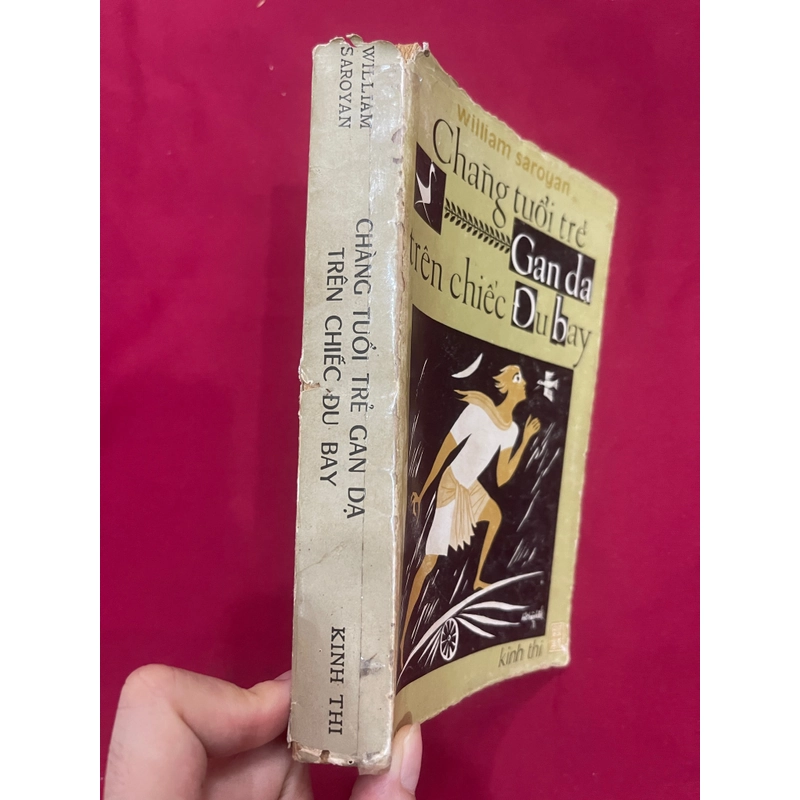 WILLIAM
SAROYAN
CHÀNG TUỔI TRẺ GAN DẠ
TRÊN CHIẾC ĐU BAY
KINH THI
william saroyan
Chàng tuổi trẻ
Gan dạ
trên chiếc Đu bay
kinh thi